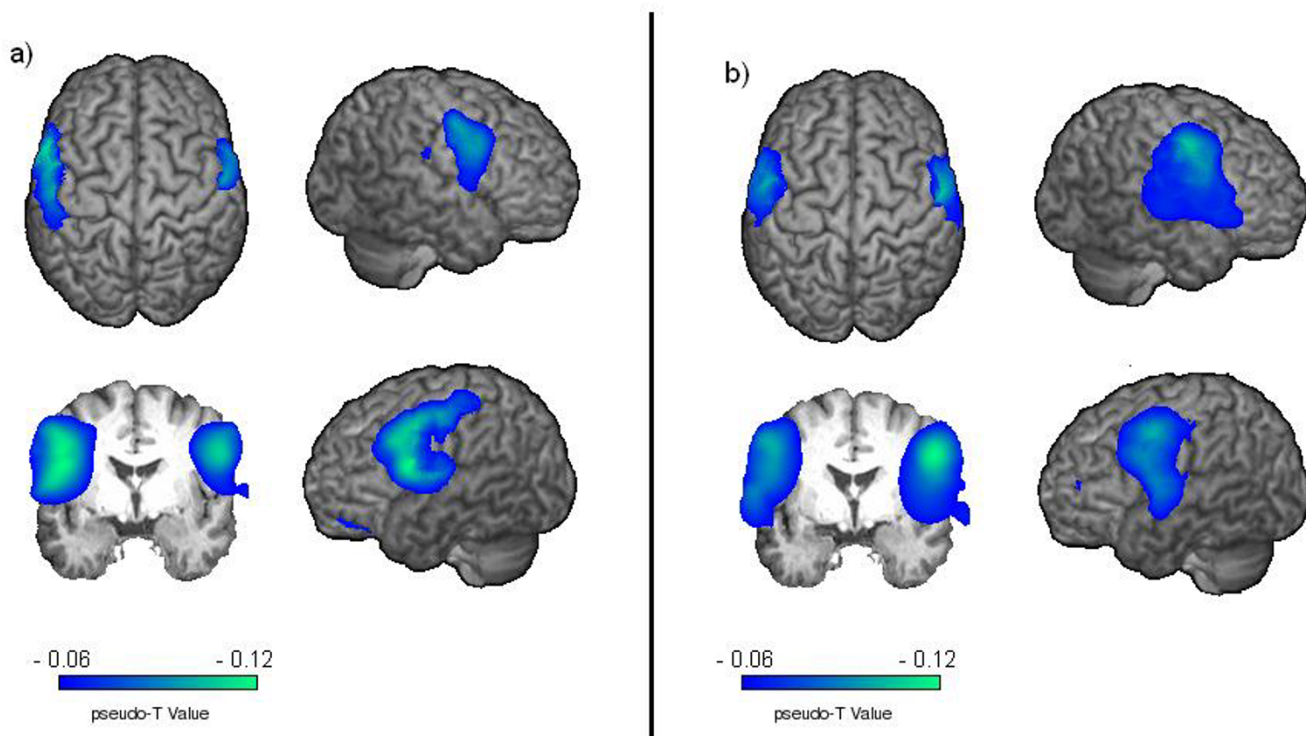 a)
b)
- 0.06 - 0.12
pseudo-T Value
- 0.06 - 0.12
pseudo-T Value